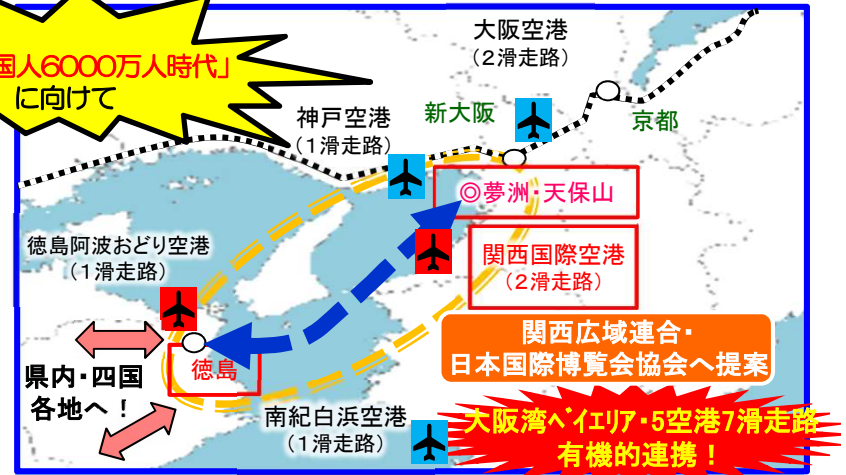 国人6000万人時代」
に向けて
大阪空港
（２滑走路）
神戸空港
（１滑走路）
新大阪
京都
◎夢洲・天保山
徳島阿波おどり空港
（１滑走路）
関西国際空港
（２滑走路）
徳島
県内・四国
各地へ！
関西広域連合・
日本国際博覧会協会へ提案
南紀白浜空港
（１滑走路）
大阪湾ﾍﾞｲエリア・5空港7滑走路
有機的連携！